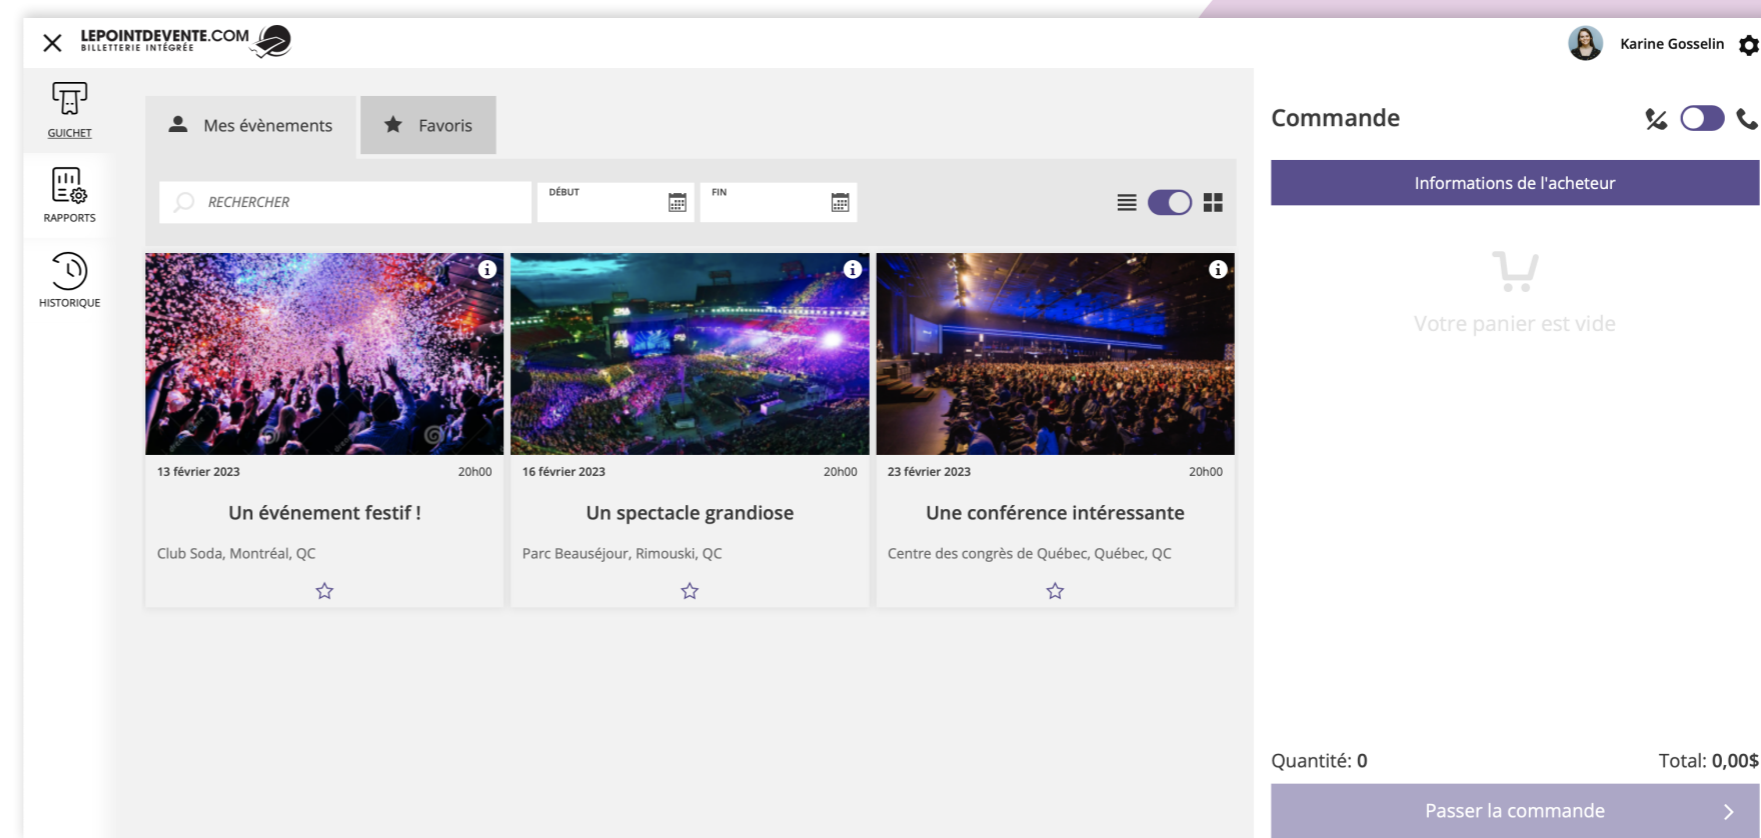 LEPOINTDEVENTE.COM
BILLETTERIE INTÉGRÉE
Karine Gosselin
GUICHET
RAPPORTS
HISTORIQUE
Mes évènements
Favoris
RECHERCHER
DÉBUT
FIN
13 février 2023 20h00
Un événement festif !
Club Soda, Montréal, QC
16 février 2023 20h00
Un spectacle grandiose
Parc Beauséjour, Rimouski, QC
23 février 2023 20h00
Une conférence intéressante
Centre des congrès de Québec, Québec, QC
Commande
Informations de l'acheteur
Votre panier est vide
Quantité: 0 Total: 0,00$
Passer la commande